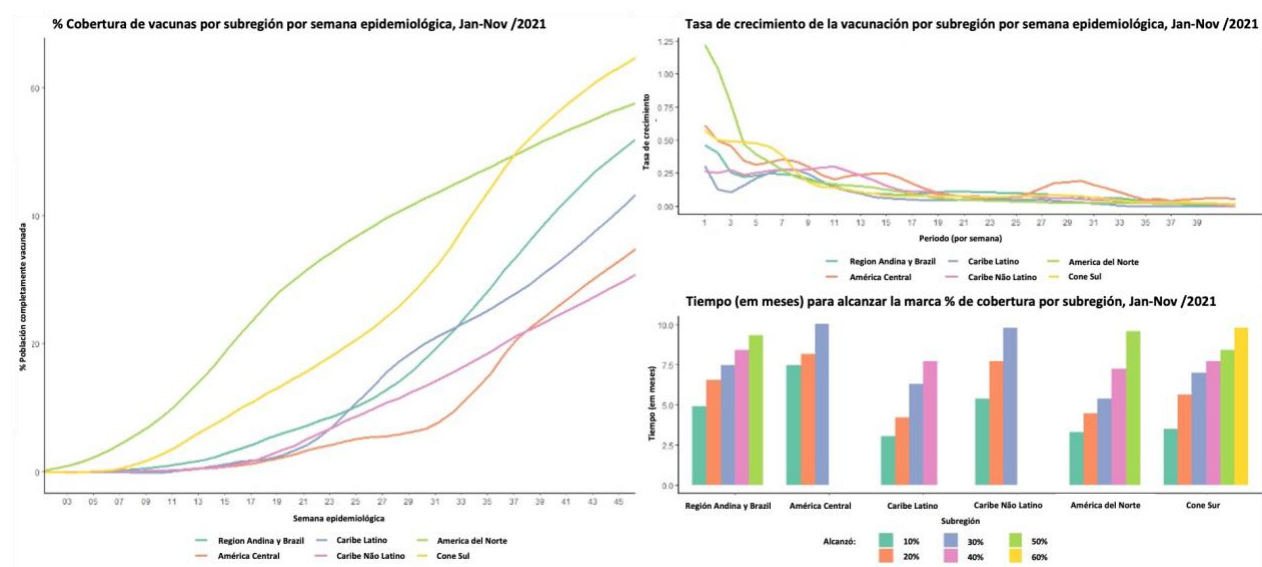 % Cobertura de vacunas por subregión por semana epidemiológica, Jan-Nov /2021
% Población completamente vacunada
60
40
20
0
03 05 07 09 11 13 15 17 19 21 23 25 27 29 31 33 35 37 39 41 43 45
Semana epidemiológica
Region Andina y Brazil Caribe Latino America del Norte
América Central Caribe Não Latino Cone Sul
Tasa de crecimiento de la vacunación por subregión por semana epidemiológica, Jan-Nov /2021
Tasa de crecimiento
1.25
1.00
0.75
0.50
0.25
0.00
1 3 5 7 9 11 13 15 17 19 21 23 25 27 29 31 33 35 37 39
Periodo (por semana)
Region Andina y Brazil Caribe Latino America del Norte
América Central Caribe Não Latino Cone Sul
Tiempo (em meses) para alcanzar la marca % de cobertura por subregión, Jan-Nov /2021
Tiempo (em meses)
10.0
7.5
5.0
2.5
0.0
Región Andina y Brazil América Central Caribe Latino Caribe Não Latino América del Norte Cone Sur
Subregión
Alcanzó: 10% 30% 50%
20% 40% 60%